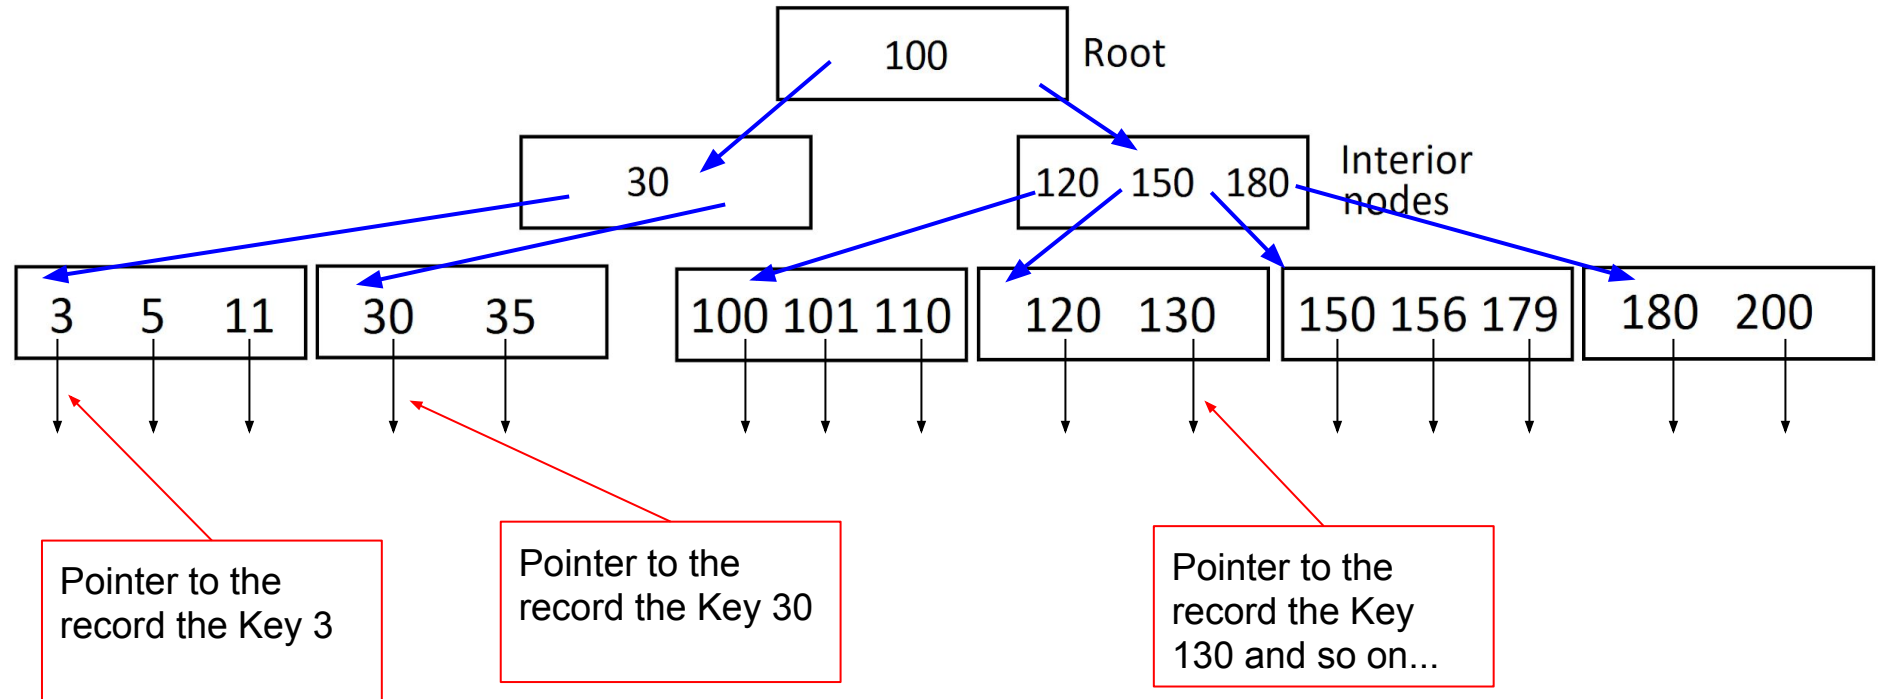 100
Root
30
120 150 180
Interior
nodes
3 5 11
30 35
100 101 110
120 130
150 156 179
180 200
Pointer to the
record the Key 3
Pointer to the
record the Key 30
Pointer to the
record the Key
130 and so on...